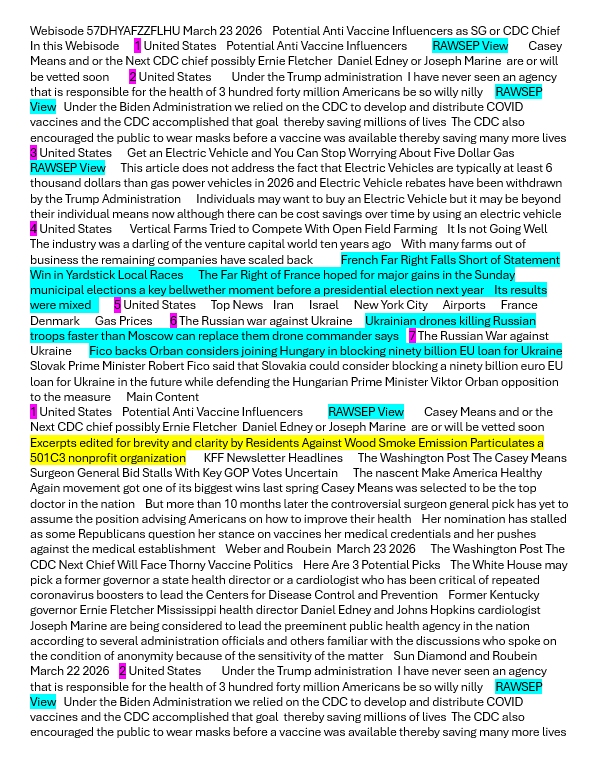 Webisode 57DHYAFZZFLHU March 23 2026 Potential Anti Vaccine Influencers as SG or CDC Chief
In this Webisode 1 United States Potential Anti Vaccine Influencers RAWSEP View Casey
Means and or the Next CDC chief possibly Ernie Fletcher Daniel Edney or Joseph Marine are or will
be vetted soon 2 United States Under the Trump administration I have never seen an agency
that is responsible for the health of 3 hundred forty million Americans be so willy nilly RAWSEP
View Under the Biden Administration we relied on the CDC to develop and distribute COVID
vaccines and the CDC accomplished that goal thereby saving millions of lives The CDC also
encouraged the public to wear masks before a vaccine was available thereby saving many more lives
3 United States Get an Electric Vehicle and You Can Stop Worrying About Five Dollar Gas
RAWSEP View This article does not address the fact that Electric Vehicles are typically at least 6
thousand dollars than gas power vehicles in 2026 and Electric Vehicle rebates have been withdrawn
by the Trump Administration Individuals may want to buy an Electric Vehicle but it may be beyond
their individual means now although there can be cost savings over time by using an electric vehicle
4 United States Vertical Farms Tried to Compete With Open Field Farming It Is not Going Well
The industry was a darling of the venture capital world ten years ago With many farms out of
business the remaining companies have scaled back French Far Right Falls Short of Statement
Win in Yardstick Local Races The Far Right of France hoped for major gains in the Sunday
municipal elections a key bellwether moment before a presidential election next year Its results
were mixed 5 United States Top News Iran Israel New York City Airports France
Denmark Gas Prices 6 The Russian war against Ukraine Ukrainian drones killing Russian
troops faster than Moscow can replace them drone commander says 7 The Russian War against
Ukraine Fico backs Orban considers joining Hungary in blocking ninety billion EU loan for Ukraine
Slovak Prime Minister Robert Fico said that Slovakia could consider blocking a ninety billion euro EU
loan for Ukraine in the future while defending the Hungarian Prime Minister Viktor Orban opposition
to the measure Main Content
1 United States Potential Anti Vaccine Influencers RAWSEP View Casey Means and or the
Next CDC chief possibly Ernie Fletcher Daniel Edney or Joseph Marine are or will be vetted soon
Excerpts edited for brevity and clarity by Residents Against Wood Smoke Emission Particulates a
501C3 nonprofit organization KFF Newsletter Headlines The Washington Post The Casey Means
Surgeon General Bid Stalls With Key GOP Votes Uncertain The nascent Make America Healthy
Again movement got one of its biggest wins last spring Casey Means was selected to be the top
doctor in the nation But more than 10 months later the controversial surgeon general pick has yet to
assume the position advising Americans on how to improve their health Her nomination has stalled
as some Republicans question her stance on vaccines her medical credentials and her pushes
against the medical establishment Weber and Roubein March 23 2026 The Washington Post The
CDC Next Chief Will Face Thorny Vaccine Politics Here Are 3 Potential Picks The White House may
pick a former governor a state health director or a cardiologist who has been critical of repeated
coronavirus boosters to lead the Centers for Disease Control and Prevention Former Kentucky
governor Ernie Fletcher Mississippi health director Daniel Edney and Johns Hopkins cardiologist
Joseph Marine are being considered to lead the preeminent public health agency in the nation
according to several administration officials and others familiar with the discussions who spoke on
the condition of anonymity because of the sensitivity of the matter Sun Diamond and Roubein
March 22 2026 2 United States Under the Trump administration I have never seen an agency
that is responsible for the health of 3 hundred forty million Americans be so willy nilly RAWSEP
View Under the Biden Administration we relied on the CDC to develop and distribute COVID
vaccines and the CDC accomplished that goal thereby saving millions of lives The CDC also
encouraged the public to wear masks before a vaccine was available thereby saving many more lives